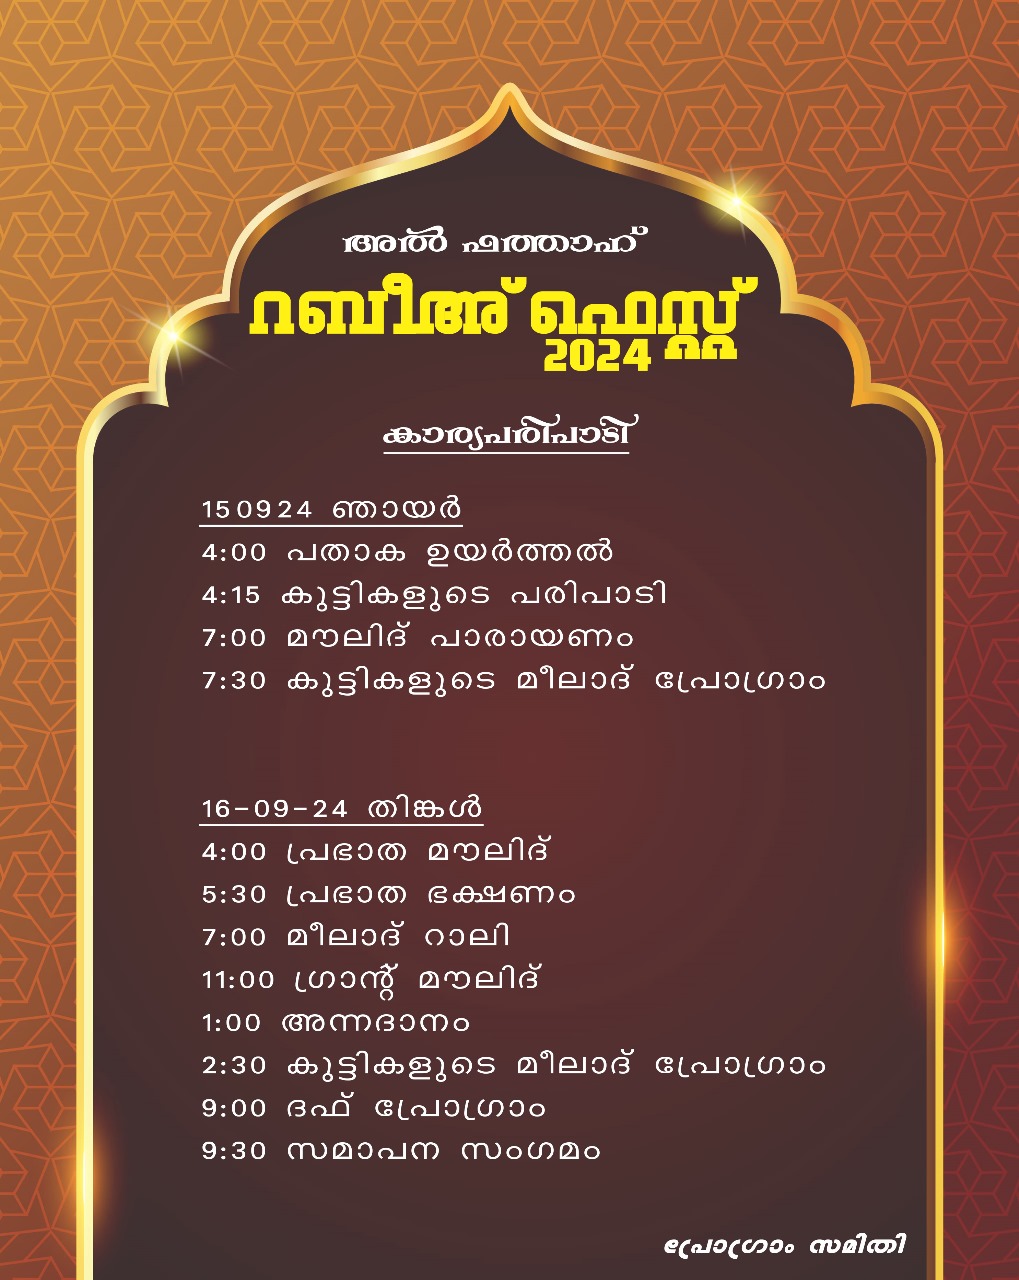 അൽ ഫത്താഹ്
റബീഅ് ഫെസ്റ്റ്
2024
കാര്യപരിപാടി
150924 ഞായർ
4:00 പതാക ഉയർത്തൽ
4:15 കുട്ടികളുടെ പരിപാടി
7:00 മൗലിദ് പാരായണം
7:30 കുട്ടികളുടെ മീലാദ് പ്രോഗ്രാം
16-09-24 തിങ്കൾ
4:00 പ്രഭാത മൗലിദ്
5:30 പ്രഭാത ഭക്ഷണം
7:00 മീലാദ് റാലി
11:00 ഗ്രാന്റ് മൗലിദ്
1:00 അന്നദാനം
2:30 കുട്ടികളുടെ മീലാദ് പ്രോഗ്രാം
9:00 ദഫ് പ്രോഗ്രാം
9:30 സമാപന സംഗമം
പ്രോഗ്രാം സമിതി